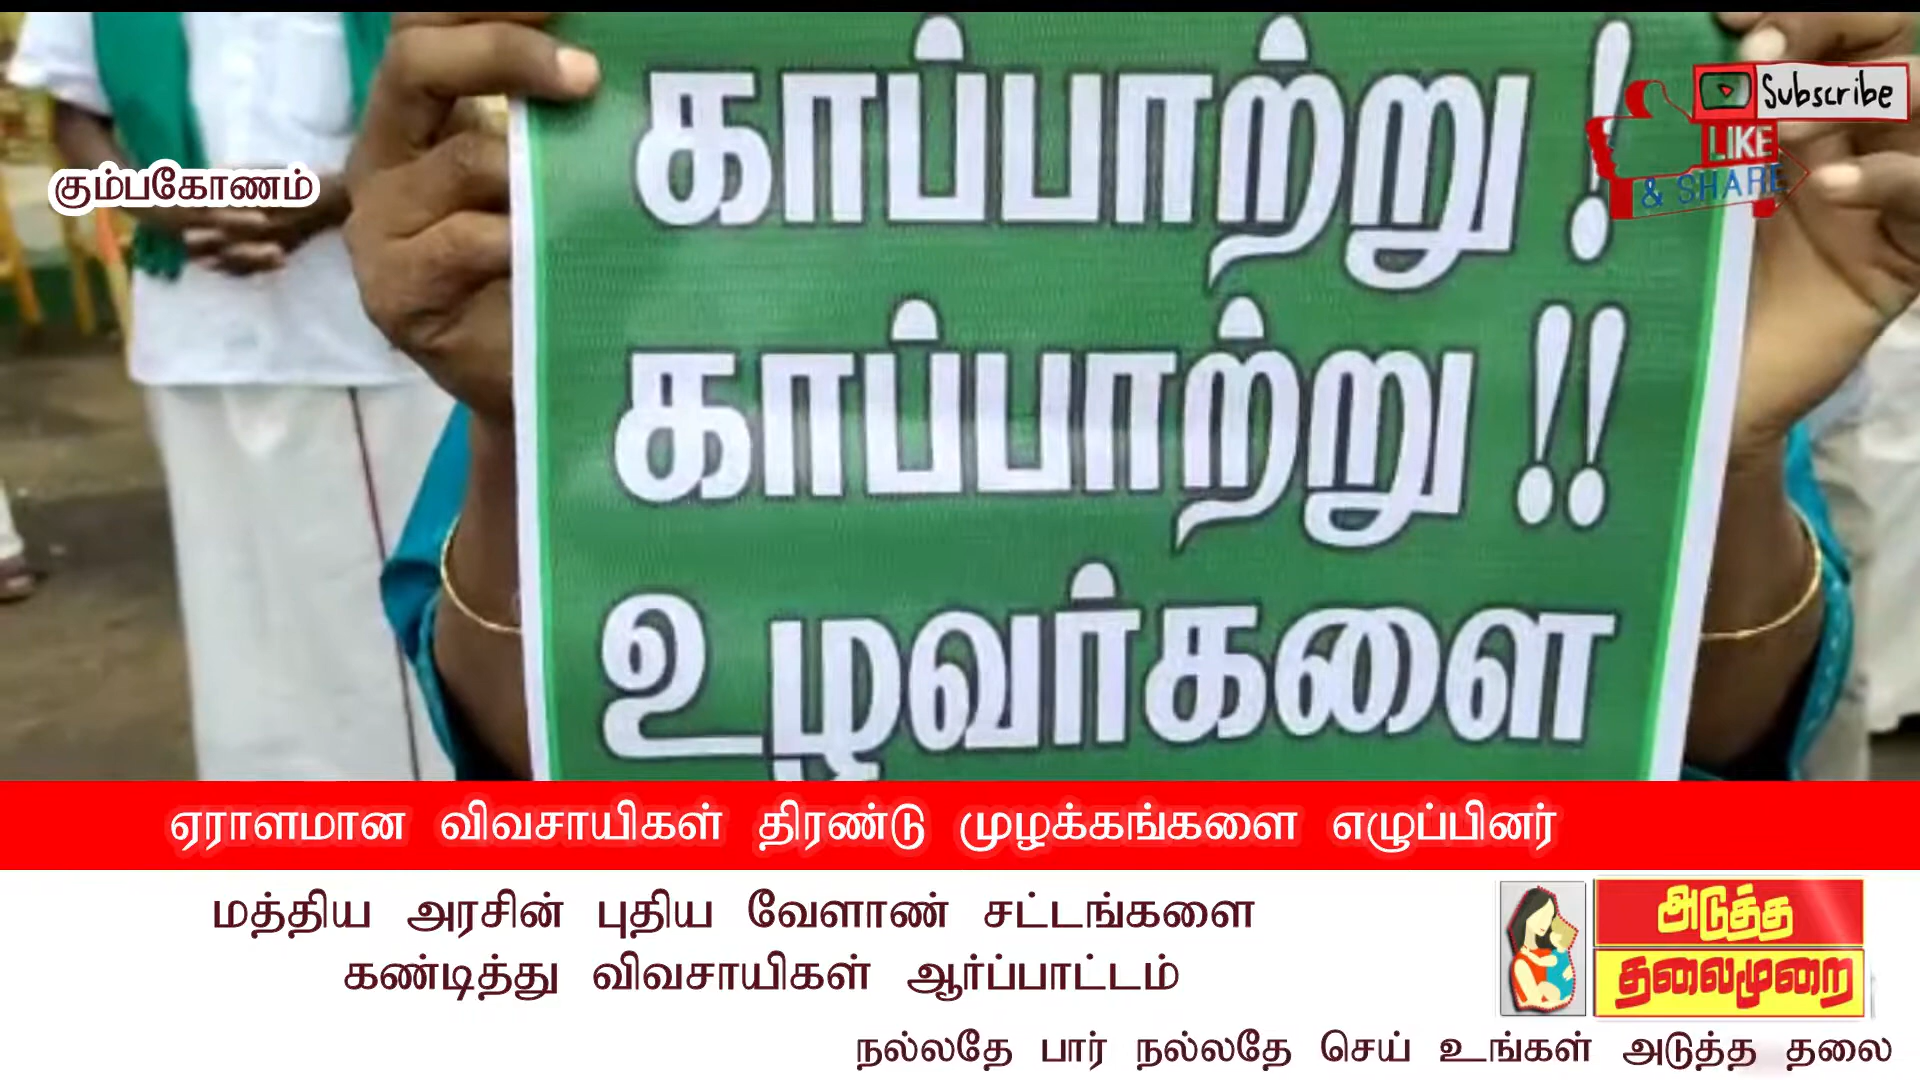 காப்பாற்று !
காப்பாற்று !!
உழவர்களை
Subscribe
LIKE
& SHARE
கும்பகோணம்
ஏராளமான விவசாயிகள் திரண்டு முழக்கங்களை எழுப்பினர்
மத்திய அரசின் புதிய வேளாண் சட்டங்களை
கண்டித்து விவசாயிகள் ஆர்ப்பாட்டம்
அடுத்த
தலைமுறை
நல்லதே பார் நல்லதே செய் உங்கள் அடுத்த தலை